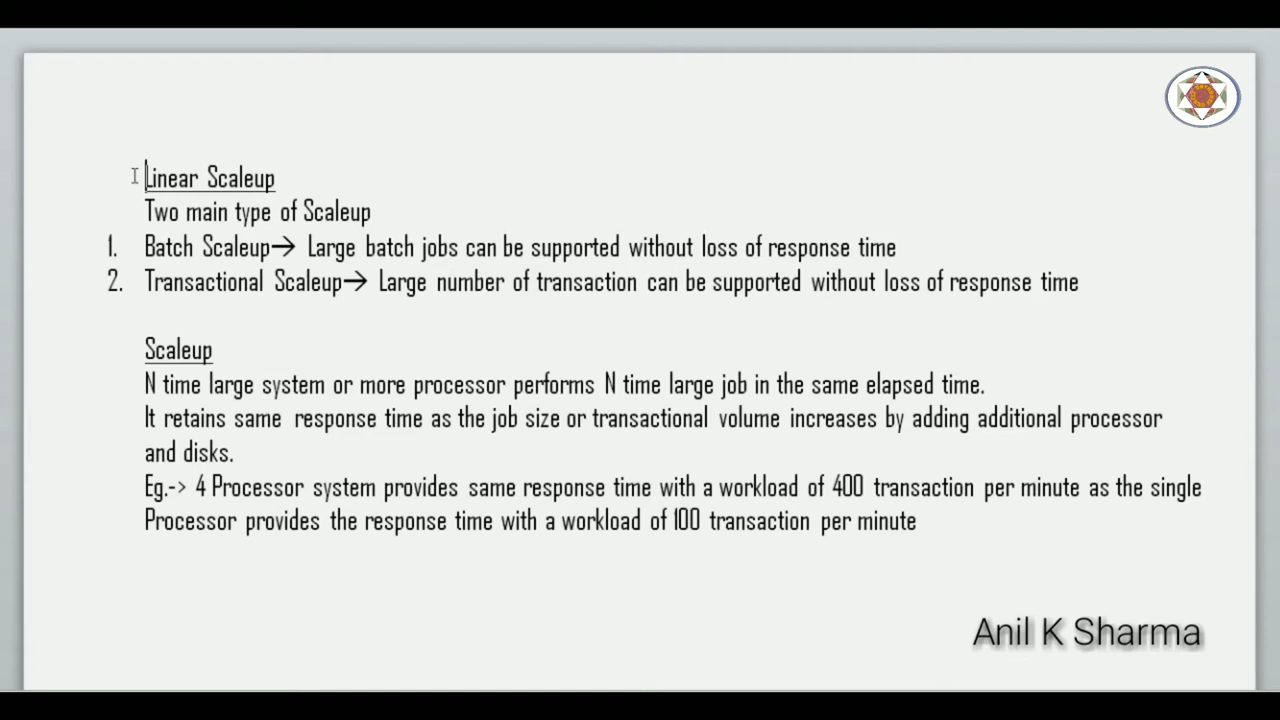 Linear Scaleup
Two main type of Scaleup
1. Batch Scaleup→ Large batch jobs can be supported without loss of response time
2. Transactional Scaleup→ Large number of transaction can be supported without loss of response time
Scaleup
N time large system or more processor performs N time large job in the same elapsed time.
It retains same response time as the job size or transactional volume increases by adding additional processor
and disks.
Eg.-> 4 Processor system provides same response time with a workload of 400 transaction per minute as the single
Processor provides the response time with a workload of 100 transaction per minute
Anil K Sharma